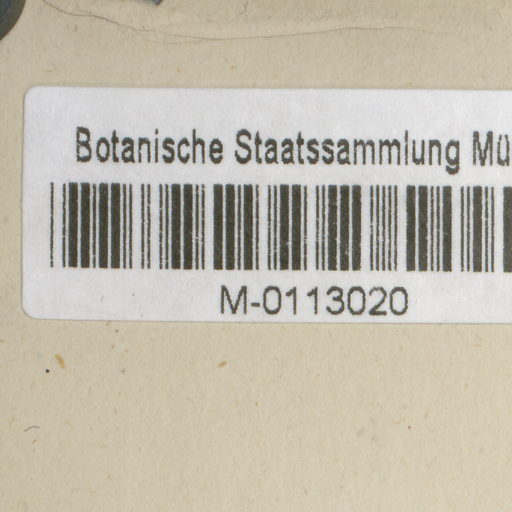 Botanische Staatssammlung Mü
M-0113020